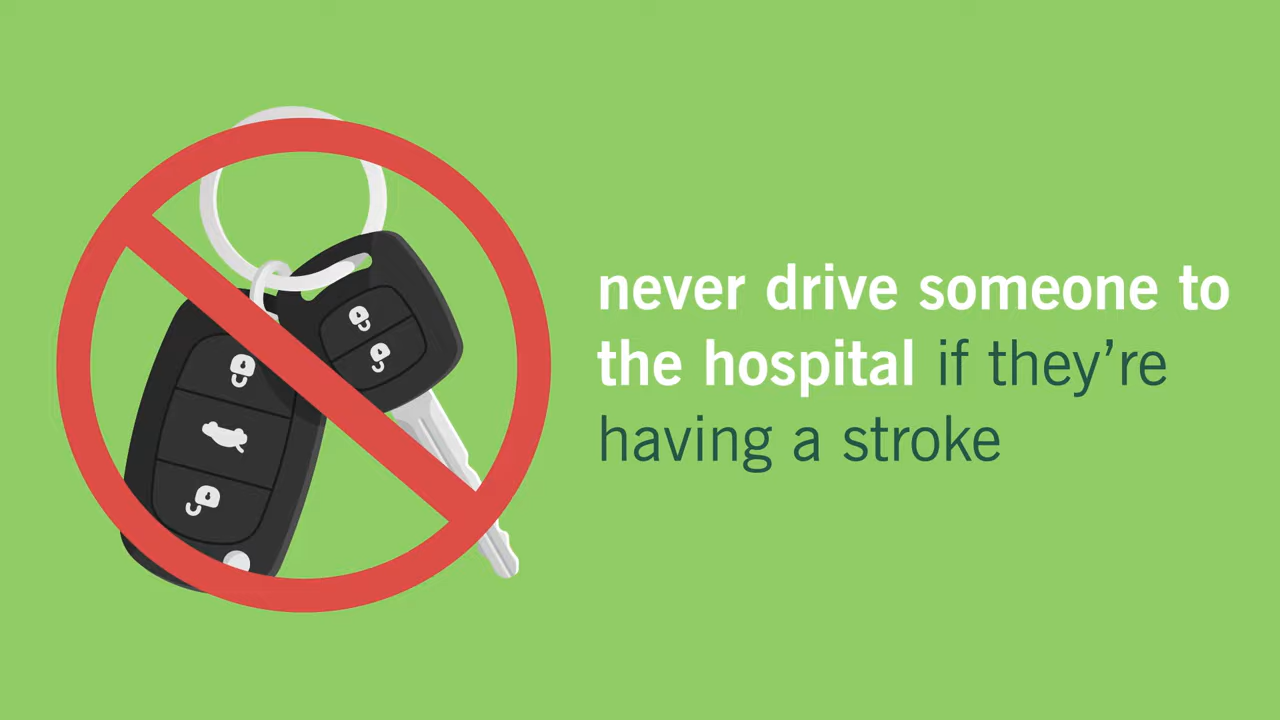 never drive someone to
the hospital if they’re
having a stroke